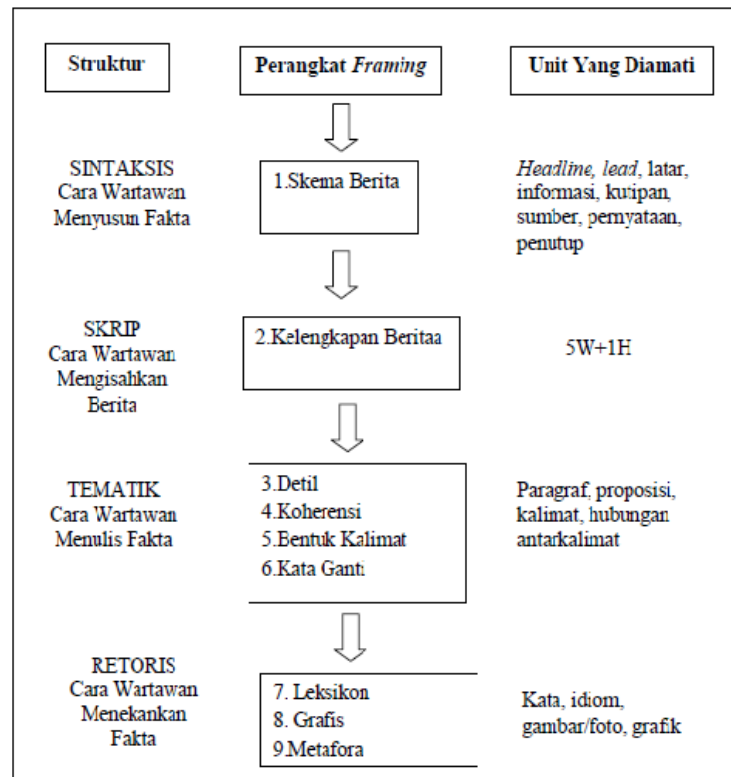 Struktur
Perangkat Framing
Unit Yang Diamati
SINTAKSIS
Cara Wartawan
Menyusun Fakta
1.Skema Berita
Headline, lead, latar,
informasi, kutipan,
sumber, pernyataan,
penutup
SKRIP
Cara Wartawan
Mengisahkan
Berita
2.Kelengkapan Beritaa
5W+1H
TEMATIK
Cara Wartawan
Menulis Fakta
3.Detil
4.Koherensi
5.Bentuk Kalimat
6.Kata Ganti
Paragraf, proposisi,
kalimat, hubungan
antarkalimat
RETORIS
Cara Wartawan
Menekankan
Fakta
7. Leksikon
8. Grafis
9.Metafora
Kata, idiom,
gambar/foto, grafik